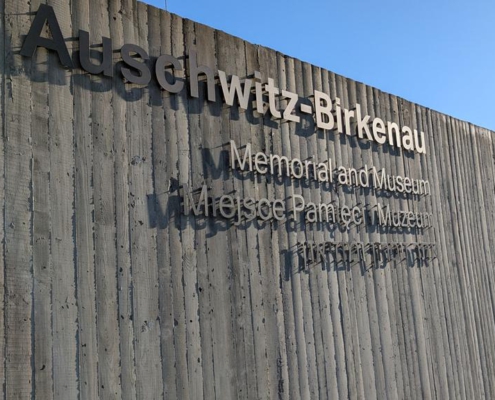 Auschwitz-Birkenau
Memorial and Museum
Miejsce Pamięci i Muzeum